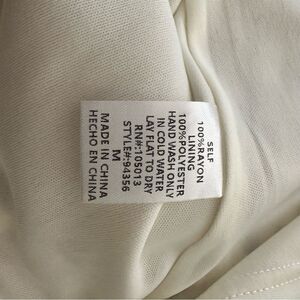 SELF
100%RAYON
LINING
100%POLYESTER
HAND WASH ONLY
IN COLD WATER
LAY FLAT TO DRY
RN#:105013
STYLE#:94356
M
MADE IN CHINA
HECHO EN CHINA